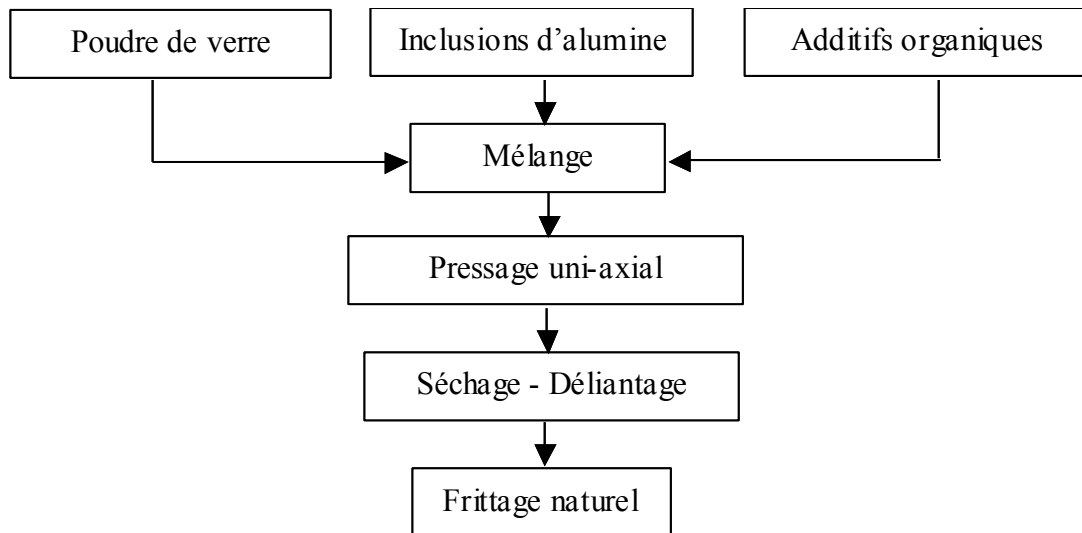 Poudre de verre
Inclusions d’alumine
Additifs organiques
Mélange
Pressage uni-axial
Séchage - Déliantage
Frittage naturel